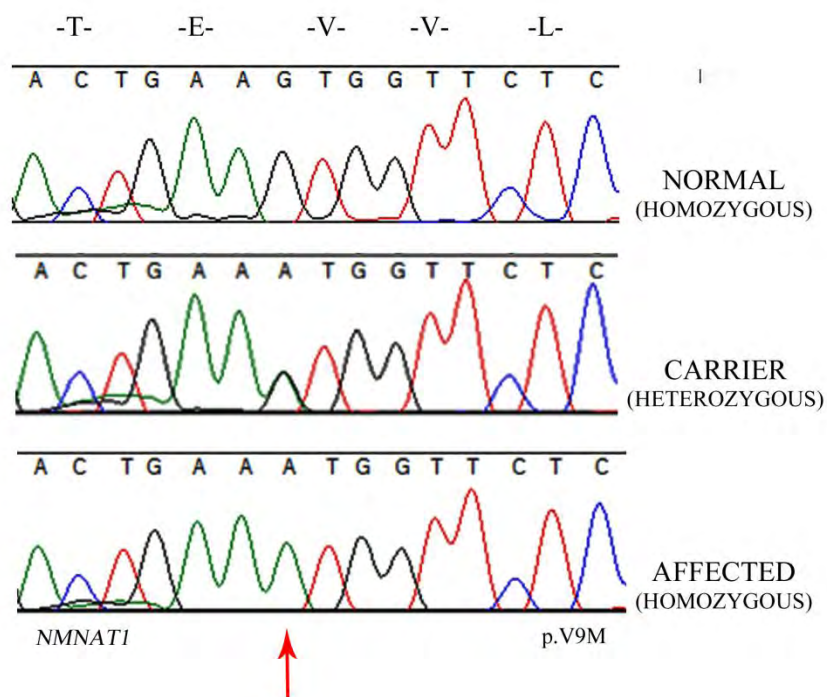 -T- -E- -V- -V- -L-
A C T G A A G T G G T T C T C
NORMAL
(HOMOZYGOUS)
A C T G A A A T G G T T C T C
CARRIER
(HETEROZYGOUS)
A C T G A A A T G G T T C T C
AFFECTED
(HOMOZYGOUS)
NMNAT1 p.V9M